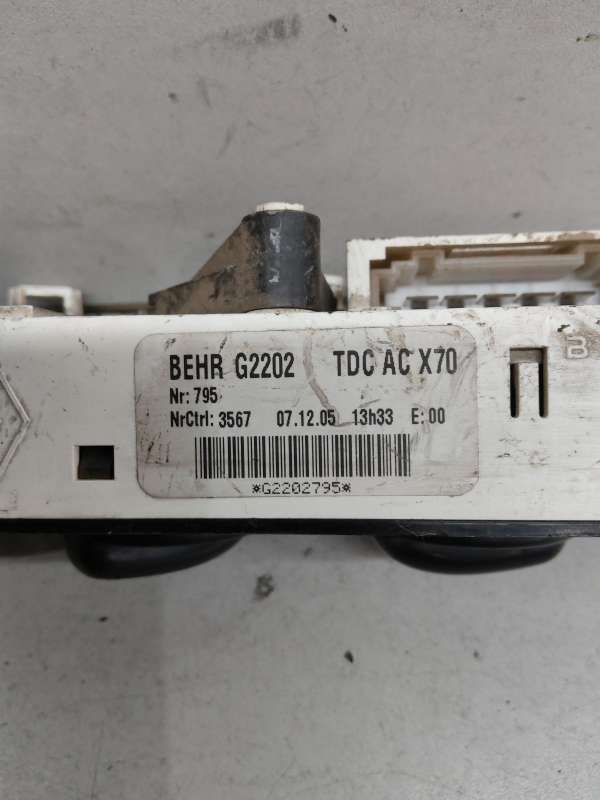 BEHR G2202 TDC AC X70
Nr: 795
NrCtrl: 3567 07.12.05 13h33 E: 00
*G2202795*
B